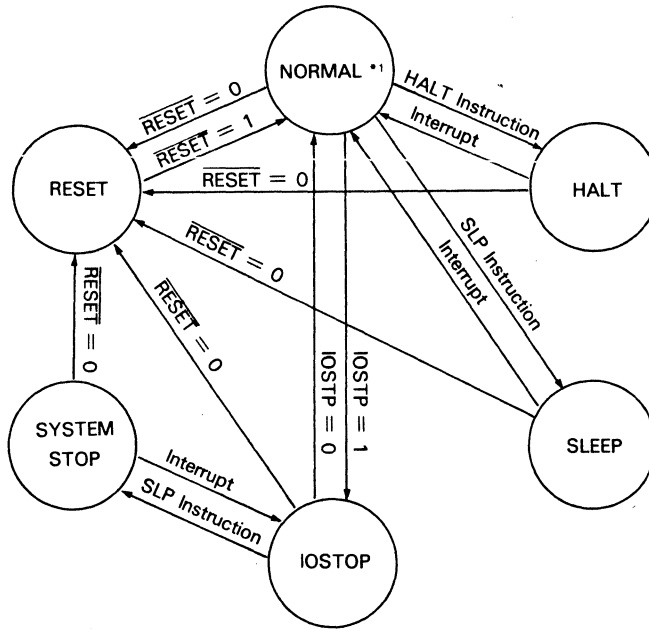 NORMAL *1
RESET = 0
RESET = 1
HALT Instruction
Interrupt
RESET
RESET = 0
HALT
SLP Instruction
Interrupt
RESET = 0
RESET = 0
RESET = 0
IOSTP = 0
IOSTP = 1
SYSTEM
STOP
Interrupt
SLP Instruction
SLEEP
IOSTOP